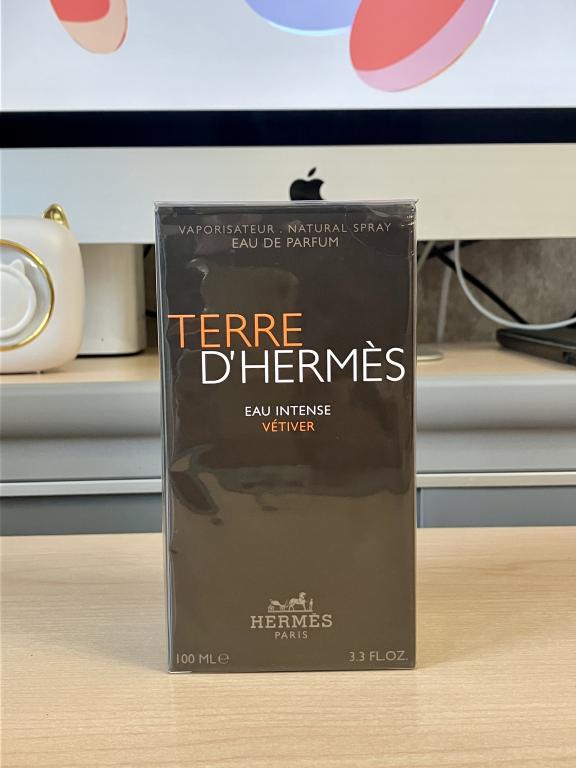 VAPORISATEUR . NATURAL SPRAY
EAU DE PARFUM
TERRE
D'HERMÈS
EAU INTENSE
VÉTIVER
HERMÈS
PARIS
100 ML ℮
3.3 FL.OZ.